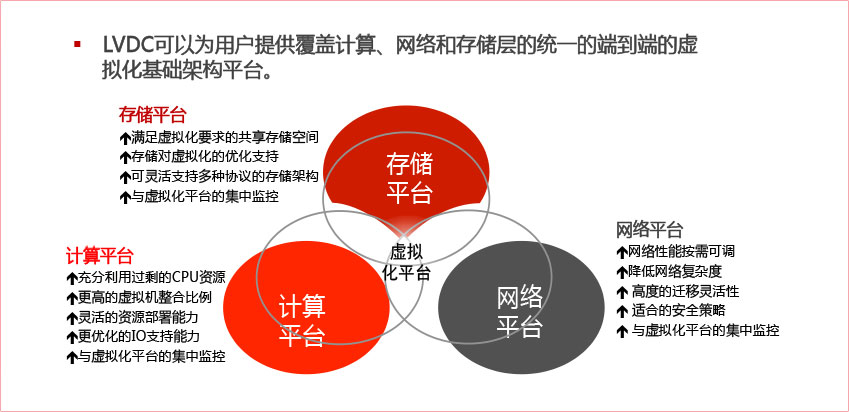 ▪ LVDC可以为用户提供覆盖计算、网络和存储层的统一的端到端的虚
拟化基础架构平台。
存储平台
↑满足虚拟化要求的共享存储空间
↑存储对虚拟化的优化支持
↑可灵活支持多种协议的存储架构
↑与虚拟化平台的集中监控
存储
平台
计算平台
↑充分利用过剩的CPU资源
↑更高的虚拟机整合比例
↑灵活的资源部署能力
↑更优化的IO支持能力
↑与虚拟化平台的集中监控
计算
平台
虚拟
化平台
网络
平台
网络平台
↑网络性能按需可调
↑降低网络复杂度
↑高度的迁移灵活性
↑适合的安全策略
↑与虚拟化平台的集中监控